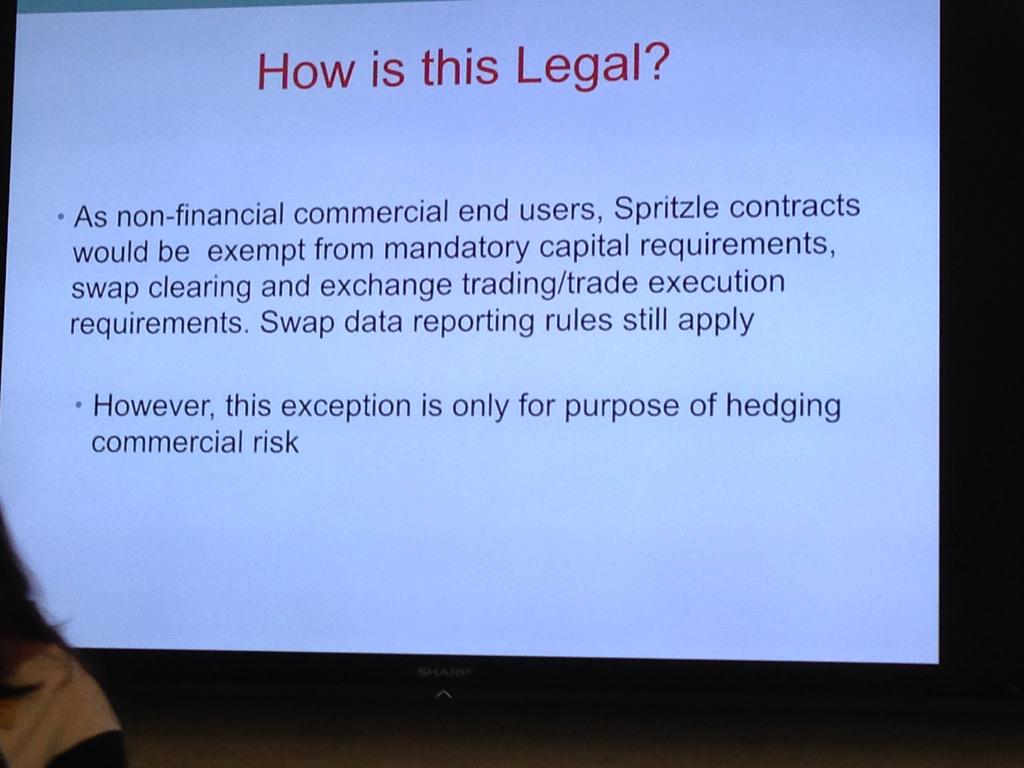 How is this Legal?
• As non-financial commercial end users, Spritzle contracts
would be exempt from mandatory capital requirements,
swap clearing and exchange trading/trade execution
requirements. Swap data reporting rules still apply
• However, this exception is only for purpose of hedging
commercial risk
SHARP